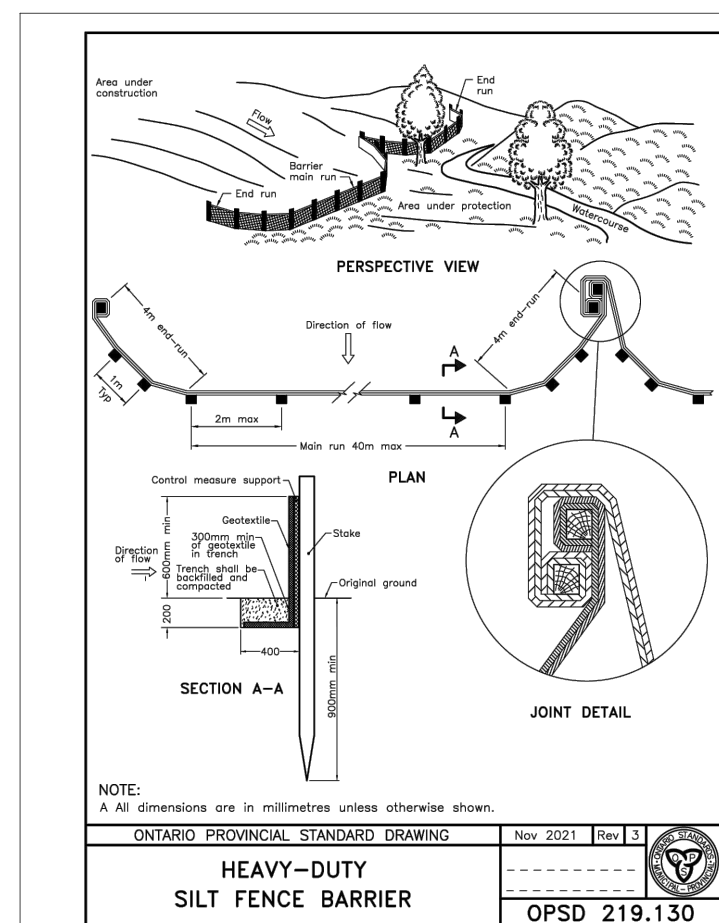 Area under
construction
Flow
End
run
Barrier
main run
End run
Area under protection
Watercourse
PERSPECTIVE VIEW
4m end-run
Direction of flow
4m end-run
A
1m
Typ
2m max
A
Main run 40m max
PLAN
Control measure support
Geotextile
300mm min
of geotextile
in trench
Stake
Direction
of flow
600mm min
Trench shall be
backfilled and
compacted
Original ground
200
400
900mm min
SECTION A-A
JOINT DETAIL
NOTE:
A All dimensions are in millimetres unless otherwise shown.
ONTARIO PROVINCIAL STANDARD DRAWING
Nov 2021 Rev 3
HEAVY-DUTY
SILT FENCE BARRIER
OPSD 219.130
ONTARIO STANDARDS
MUNICIPAL - PROVINCIAL
O P S